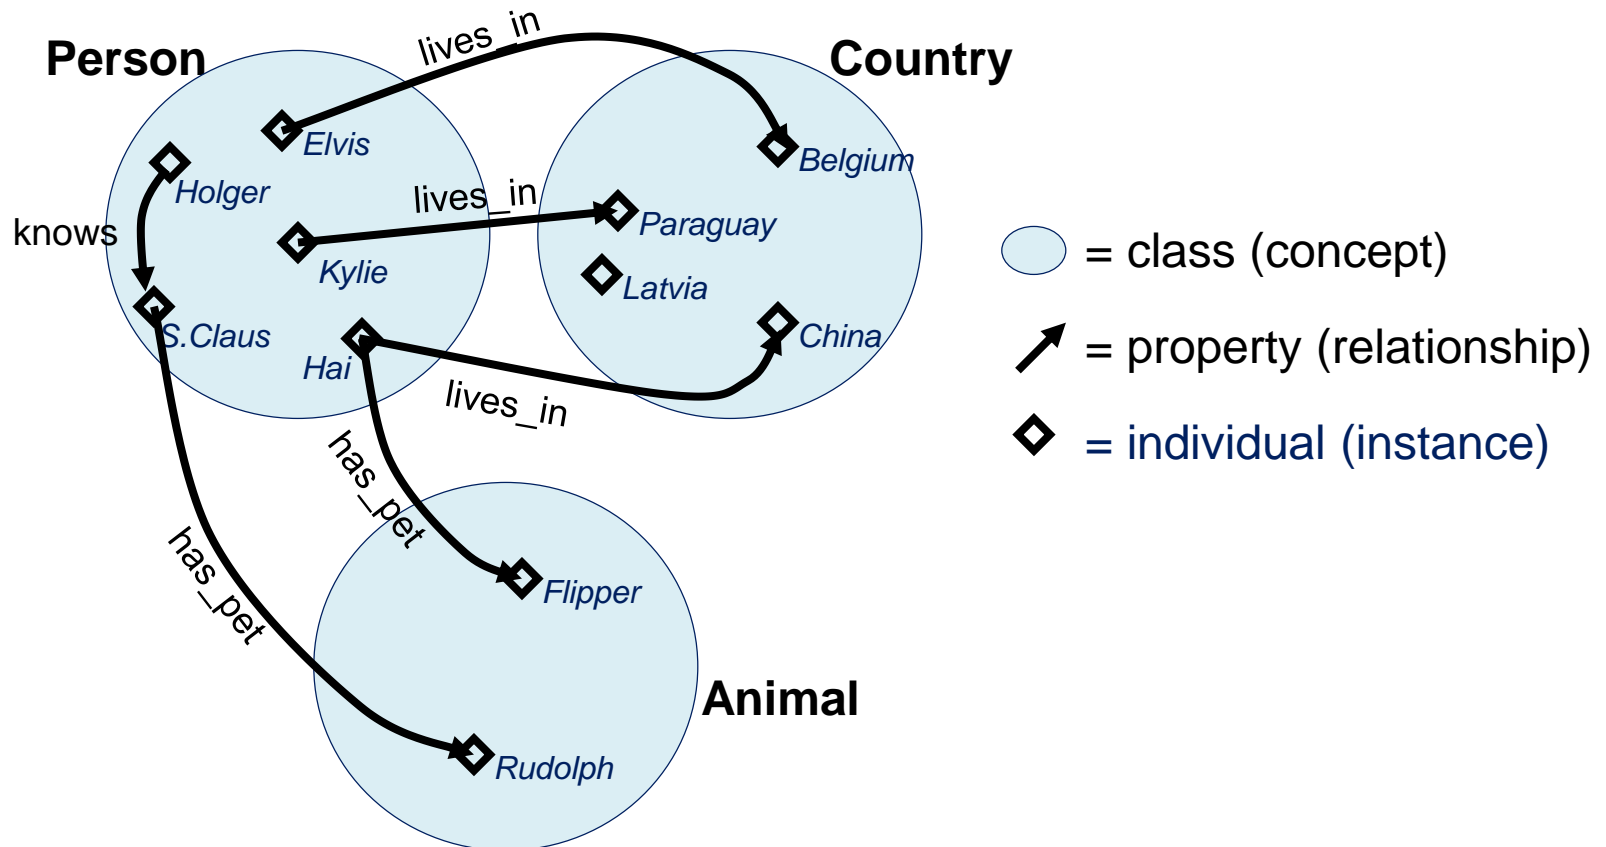 lives_in
Person
Country
Elvis
Belgium
Holger
lives_in
Paraguay
knows
Kylie
Latvia
= class (concept)
S.Claus
Hai
China
= property (relationship)
lives_in
= individual (instance)
has_pet
has_pet
Flipper
Animal
Rudolph